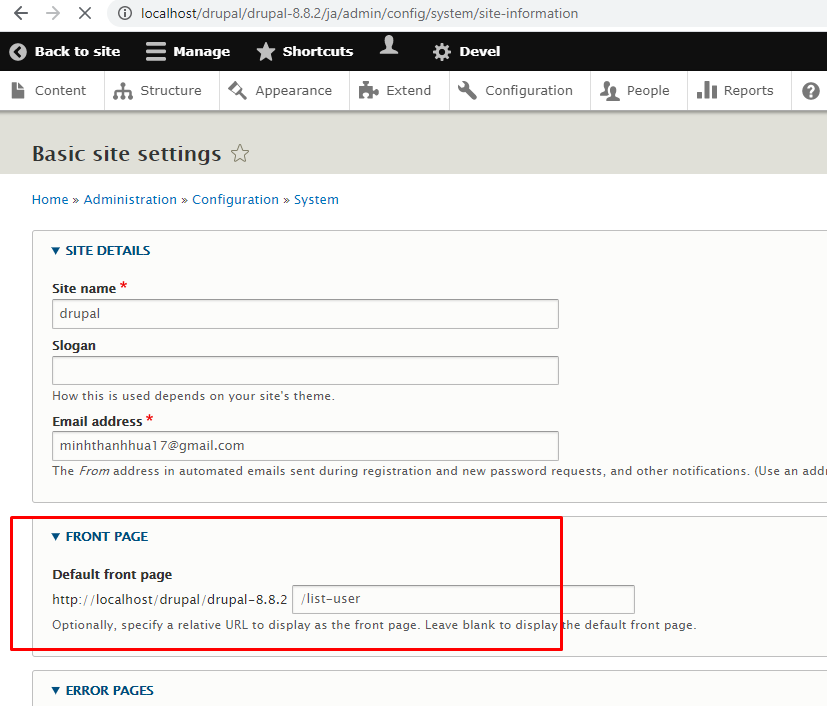 localhost/drupal/drupal-8.8.2/ja/admin/config/system/site-information
Back to site Manage Shortcuts Devel
Content Structure Appearance Extend Configuration People Reports
Basic site settings
Home » Administration » Configuration » System
▼ SITE DETAILS
Site name *
drupal
Slogan
How this is used depends on your site's theme.
Email address *
minhthanhhua17@gmail.com
The From address in automated emails sent during registration and new password requests, and other notifications. (Use an addr
▼ FRONT PAGE
Default front page
http://localhost/drupal/drupal-8.8.2 /list-user
Optionally, specify a relative URL to display as the front page. Leave blank to display the default front page.
▼ ERROR PAGES